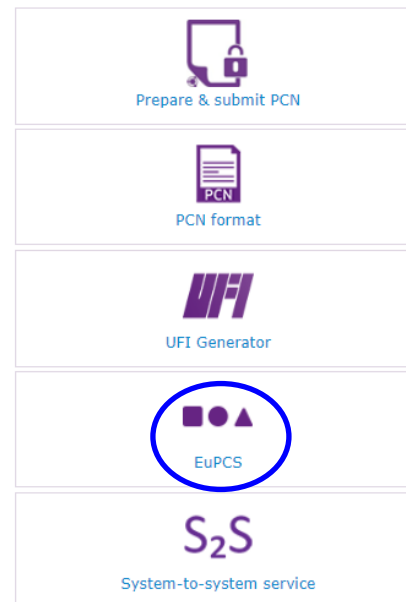 Prepare & submit PCN
PCN
PCN format
UFI
UFI Generator
EuPCS
S₂S
System-to-system service